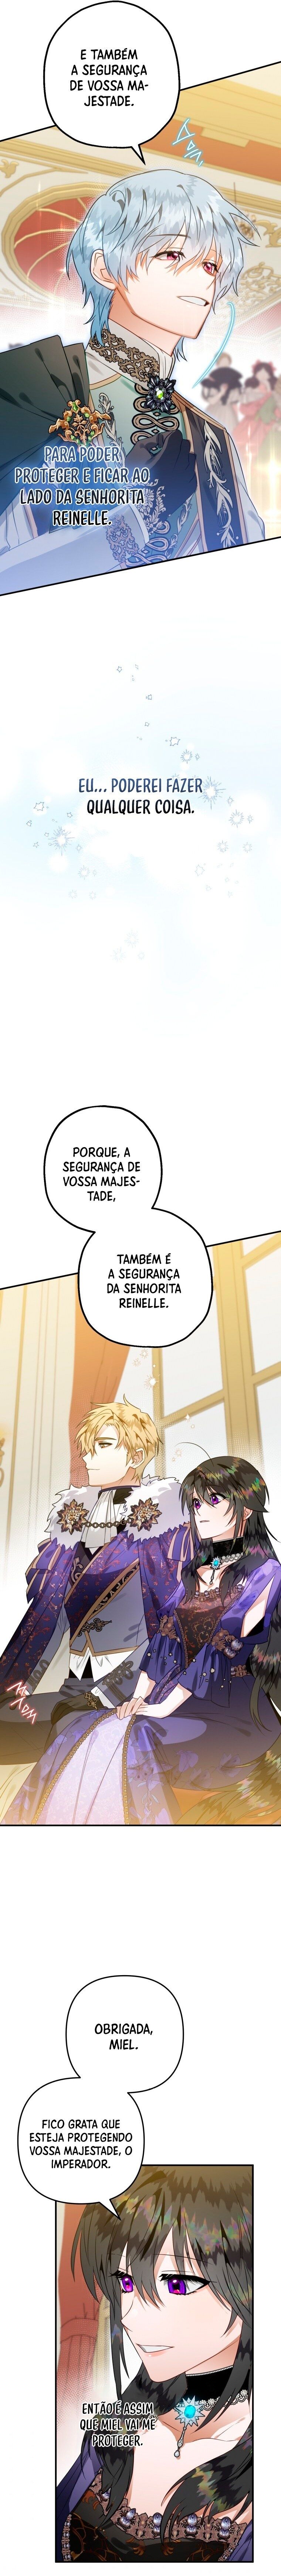 E TAMBÉM
A SEGURANÇA
DE VOSSA MA-
JESTADE.
PARA PODER
PROTEGER E FICAR AO
LADO DA SENHORITA
REINELLE.
EU... PODEREI FAZER
QUALQUER COISA.
PORQUE, A
SEGURANÇA DE
VOSSA MAJES-
TADE,
TAMBÉM É
A SEGURANÇA
DA SENHORITA
REINELLE.
OBRIGADA,
MIEL.
FICO GRATA QUE
ESTEJA PROTEGENDO
VOSSA MAJESTADE, O
IMPERADOR.
ENTÃO É ASSIM
QUE MIEL VAI ME
PROTEGER.